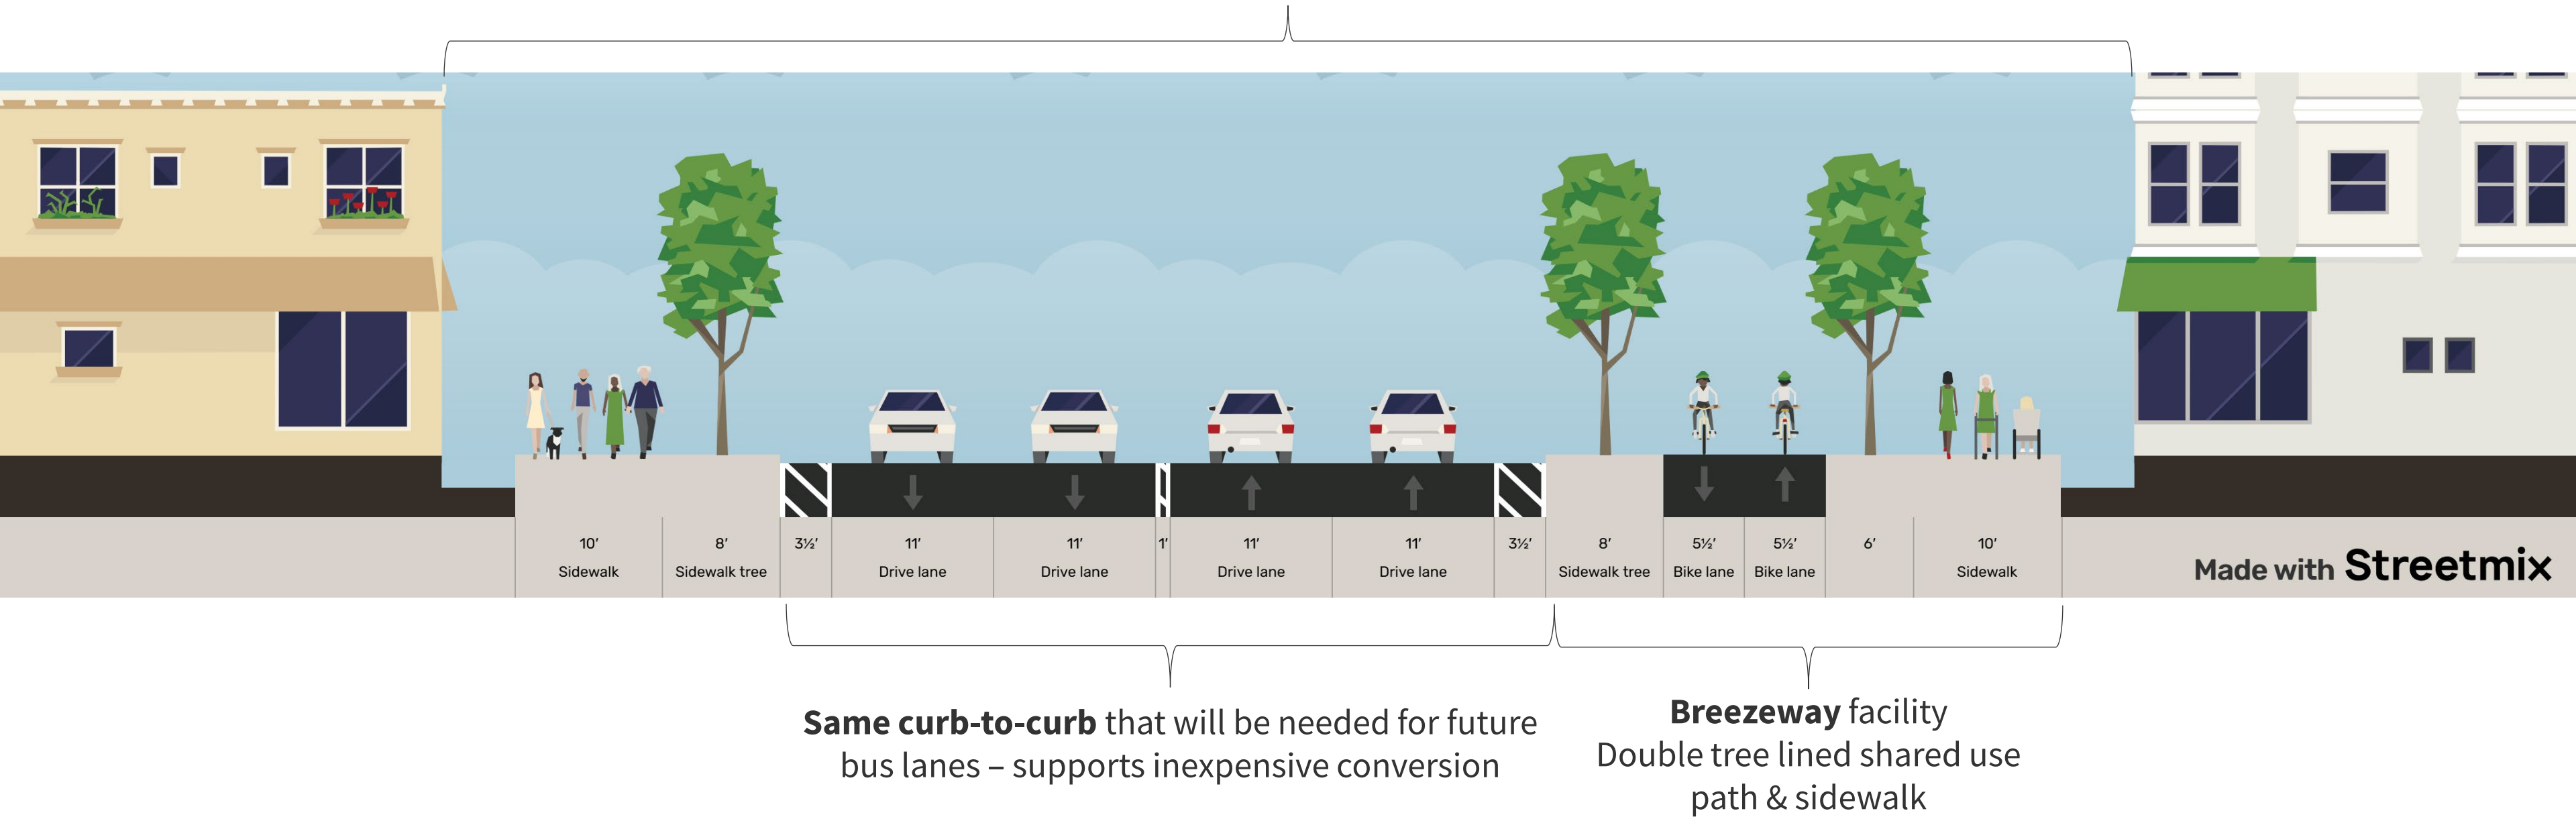 10' 8' 3½' 11' 11' 1' 11' 11' 3½' 8' 5½' 5½' 6' 10'
Sidewalk Sidewalk tree Drive lane Drive lane Drive lane Drive lane Sidewalk tree Bike lane Bike lane Sidewalk
Made with Streetmix
Same curb-to-curb that will be needed for future
bus lanes – supports inexpensive conversion
Breezeway facility
Double tree lined shared use
path & sidewalk